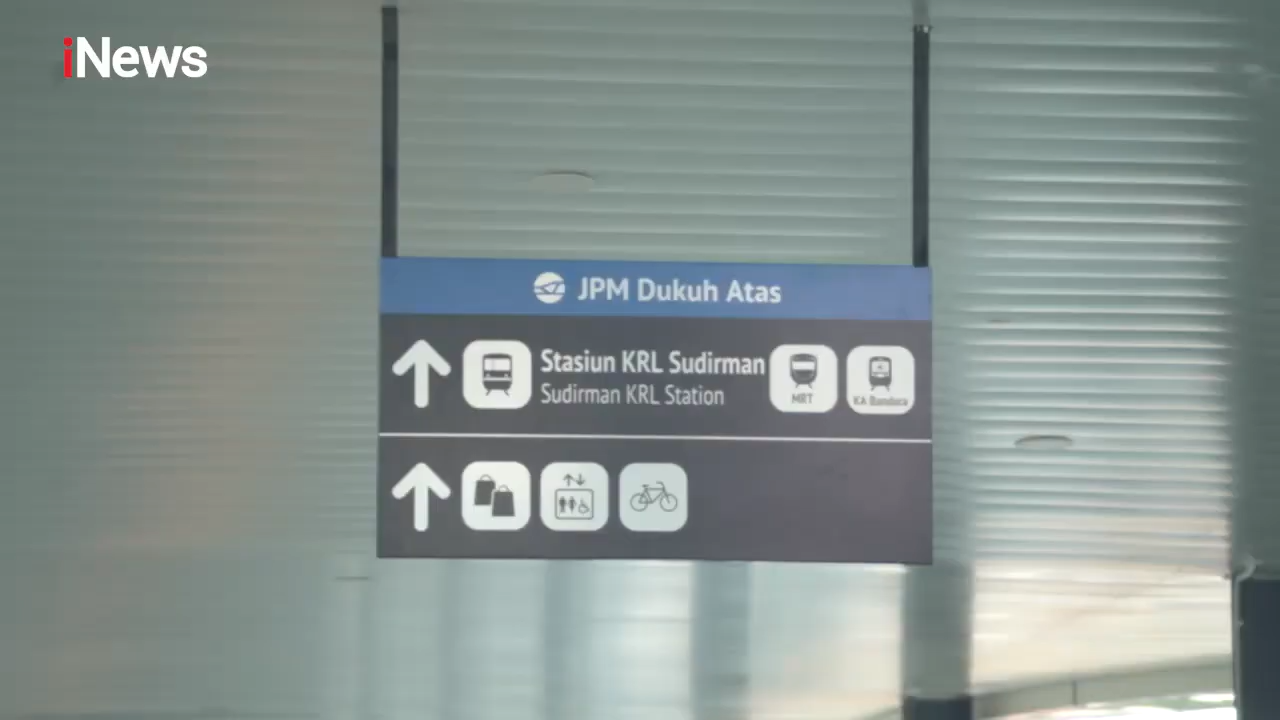 iNews
JPM Dukuh Atas
Stasiun KRL Sudirman
Sudirman KRL Station
MRT
KA Bandara